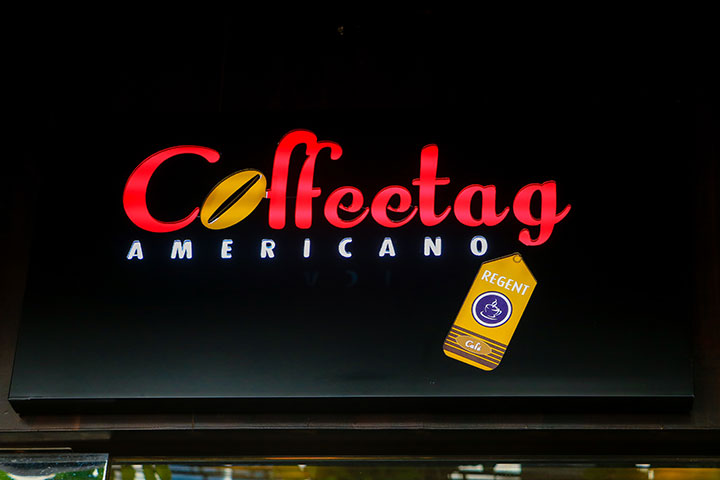 Coffeetag
AMERICANO
REGENT
Café